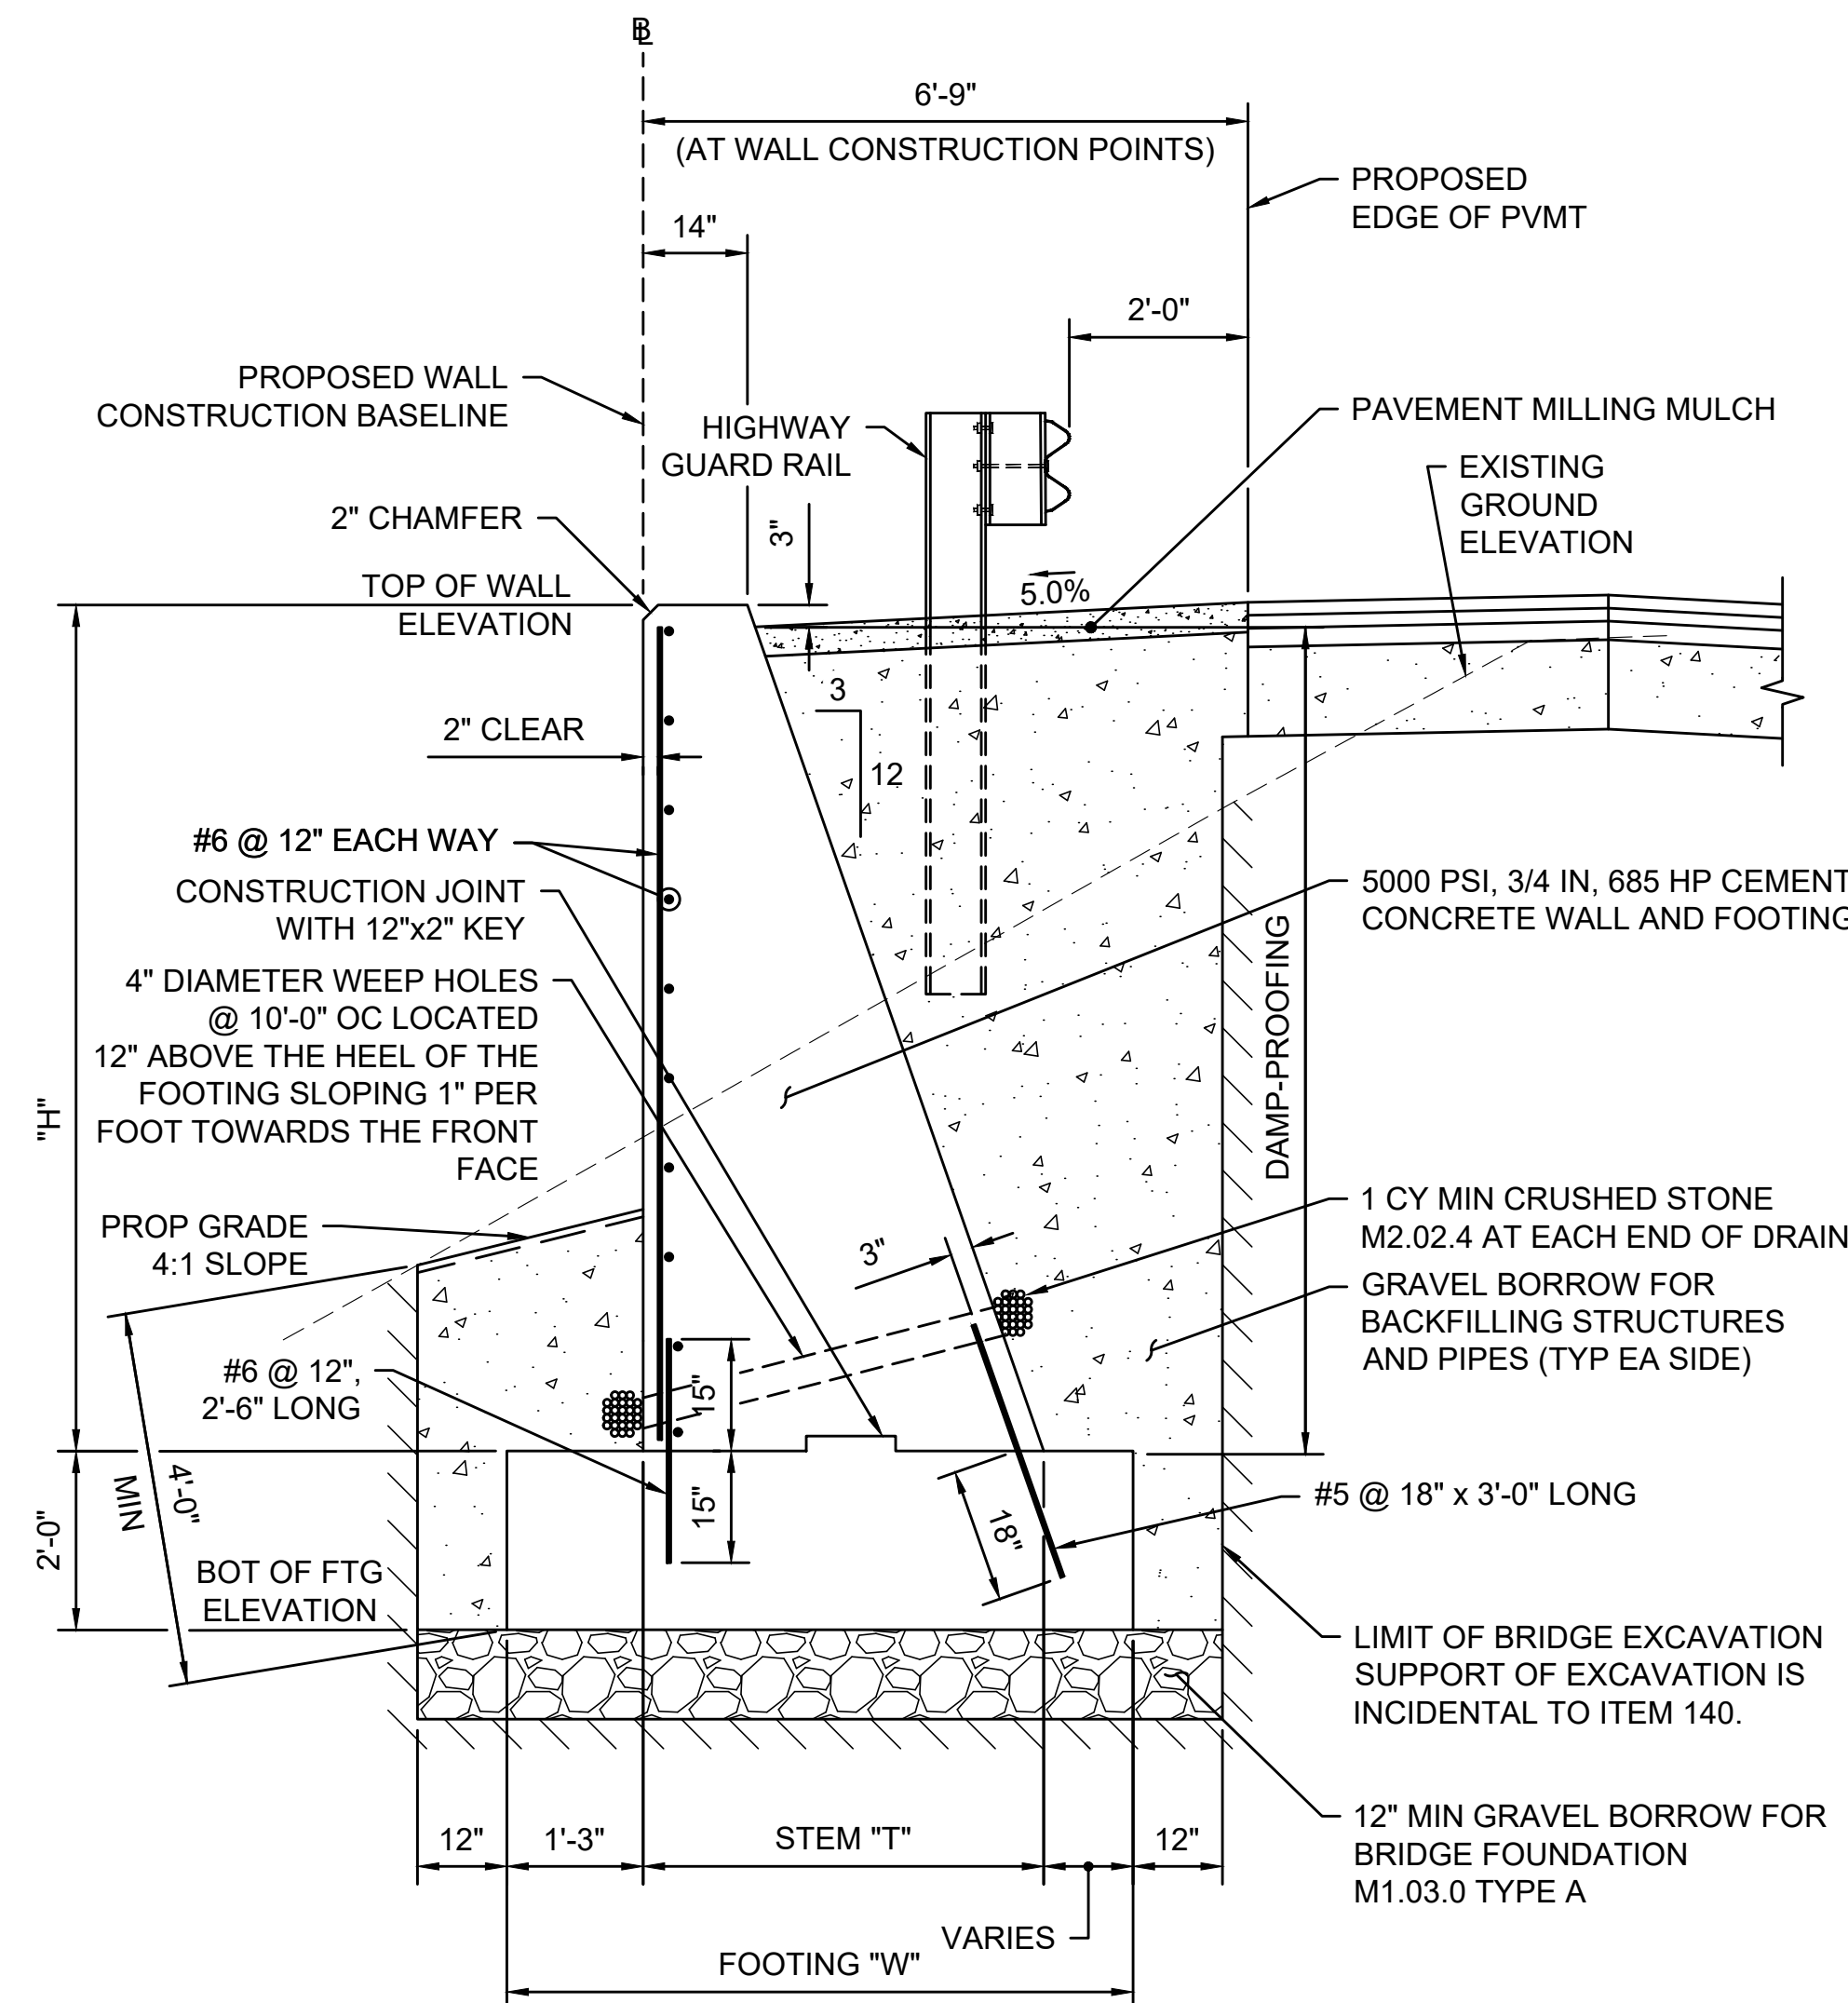 BL
6'-9"
(AT WALL CONSTRUCTION POINTS)
PROPOSED
EDGE OF PVMT
14"
2'-0"
PROPOSED WALL
CONSTRUCTION BASELINE
HIGHWAY
GUARD RAIL
PAVEMENT MILLING MULCH
EXISTING
GROUND
ELEVATION
2" CHAMFER
3"
TOP OF WALL
ELEVATION
5.0%
3
12
2" CLEAR
#6 @ 12" EACH WAY
CONSTRUCTION JOINT
WITH 12"x2" KEY
4" DIAMETER WEEP HOLES
@ 10'-0" OC LOCATED
12" ABOVE THE HEEL OF THE
FOOTING SLOPING 1" PER
FOOT TOWARDS THE FRONT
FACE
5000 PSI, 3/4 IN, 685 HP CEMENT
CONCRETE WALL AND FOOTING
DAMP-PROOFING
"H"
PROP GRADE
4:1 SLOPE
3"
1 CY MIN CRUSHED STONE
M2.02.4 AT EACH END OF DRAIN
GRAVEL BORROW FOR
BACKFILLING STRUCTURES
AND PIPES (TYP EA SIDE)
#6 @ 12",
2'-6" LONG
15"
15"
18"
#5 @ 18" x 3'-0" LONG
4'-0"
MIN
2'-0"
BOT OF FTG
ELEVATION
LIMIT OF BRIDGE EXCAVATION
SUPPORT OF EXCAVATION IS
INCIDENTAL TO ITEM 140.
12" MIN GRAVEL BORROW FOR
BRIDGE FOUNDATION
M1.03.0 TYPE A
12"
1'-3"
STEM "T"
12"
VARIES
FOOTING "W"